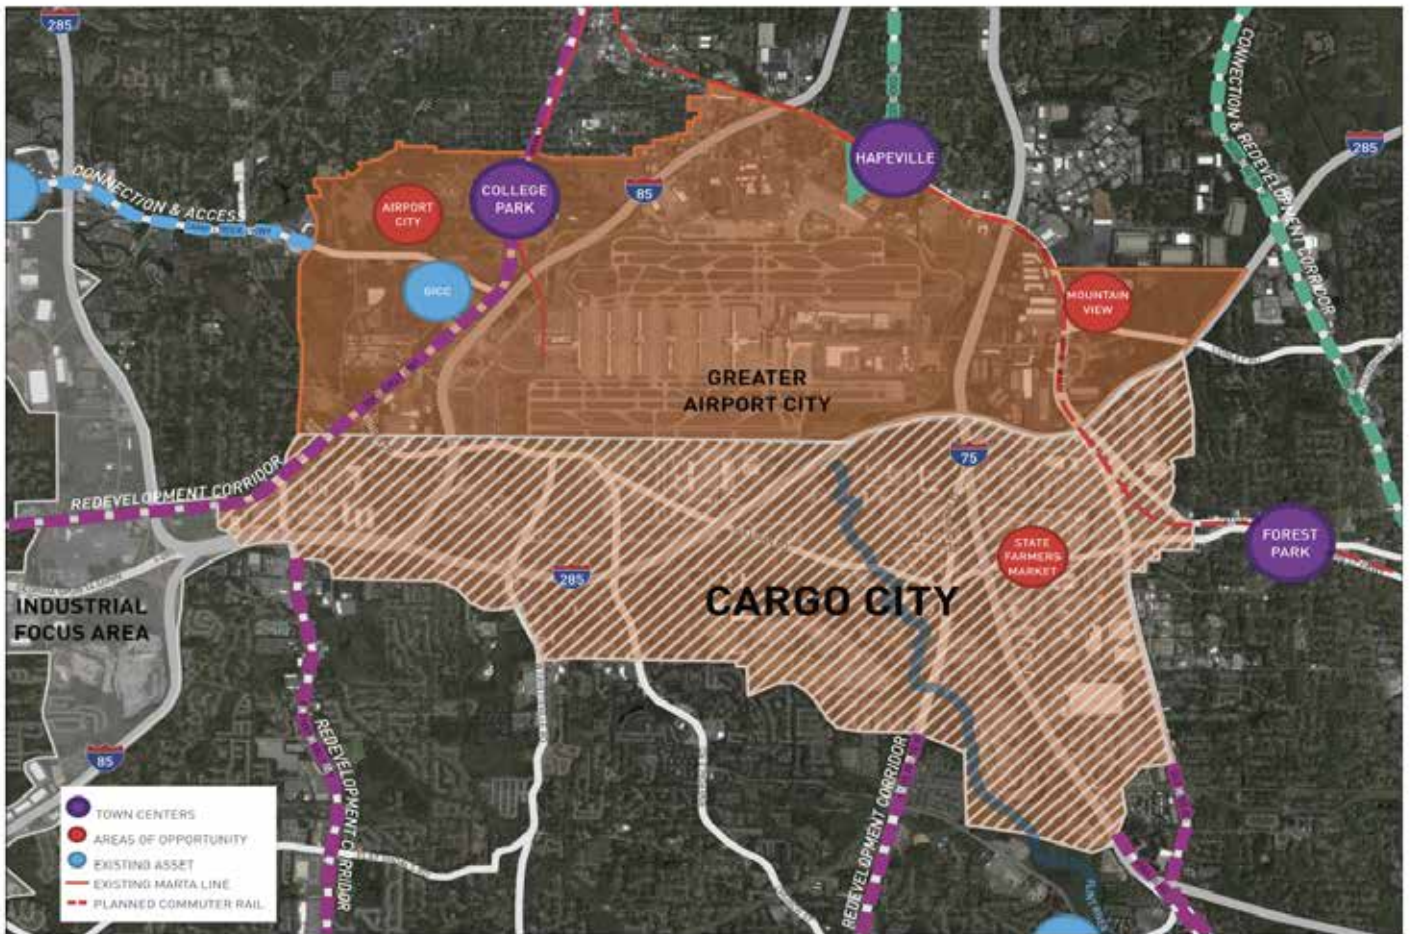 285
285
CONNECTION & REDEVELOPMENT CORRIDOR
CONNECTION & ACCESS
HAPEVILLE
COLLEGE
PARK
85
AIRPORT
CITY
GICC
MOUNTAIN
VIEW
GREATER
AIRPORT CITY
75
REDEVELOPMENT CORRIDOR
STATE
FARMERS
MARKET
FOREST
PARK
285
CARGO CITY
INDUSTRIAL
FOCUS AREA
REDEVELOPMENT CORRIDOR
REDEVELOPMENT CORRIDOR
85
TOWN CENTERS
AREAS OF OPPORTUNITY
EXISTING ASSET
EXISTING MARTA LINE
PLANNED COMMUTER RAIL